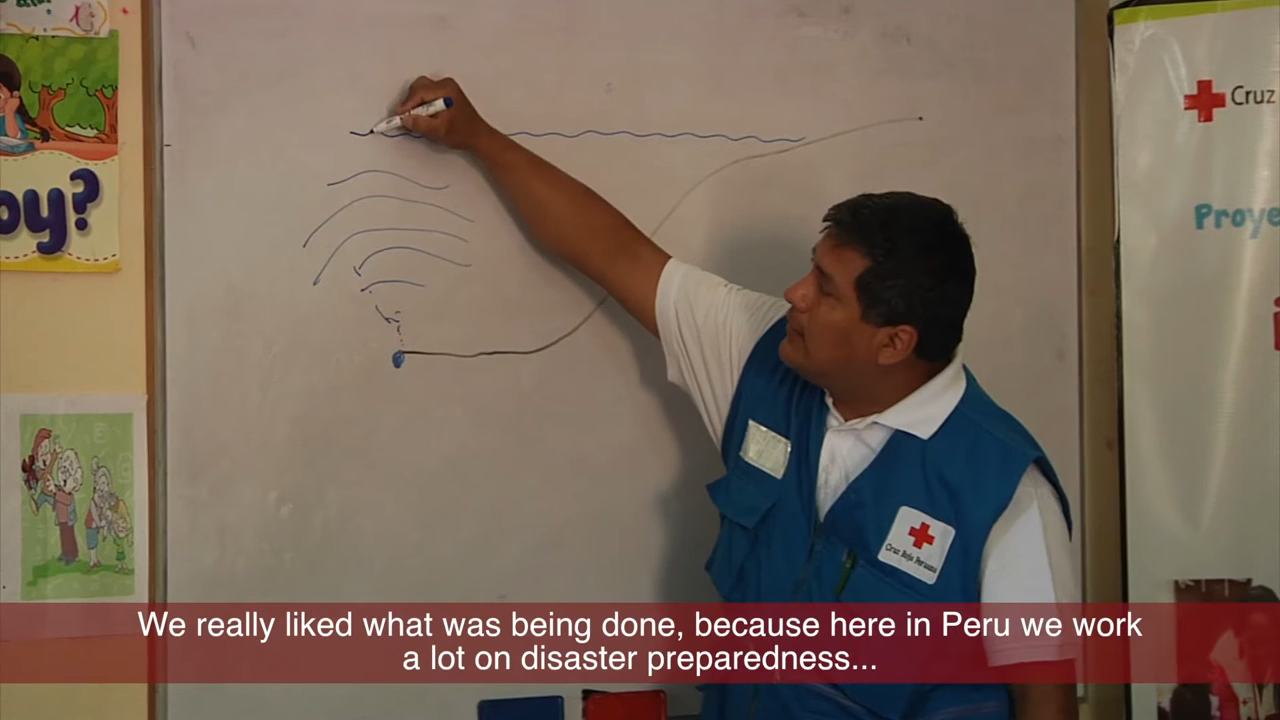 oy?
Cruz
Proye
Cruz Roja Peruana
We really liked what was being done, because here in Peru we work
a lot on disaster preparedness...